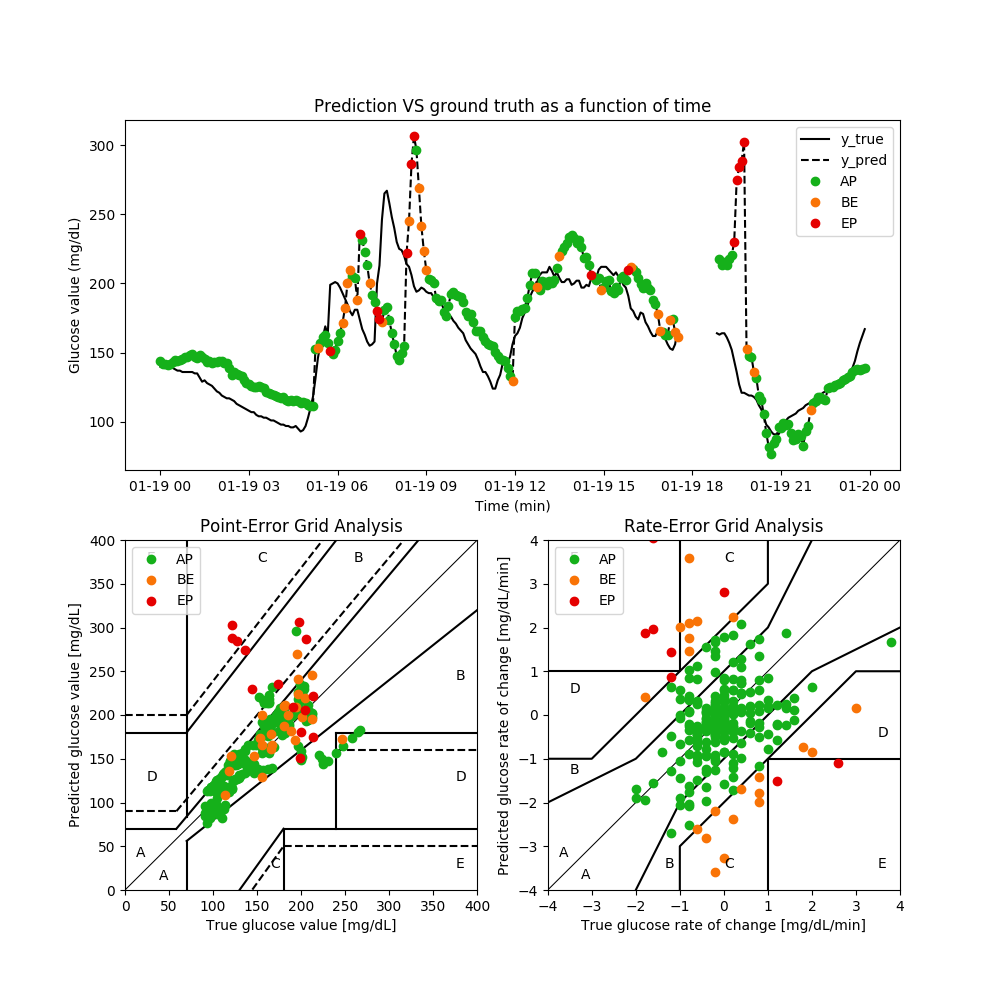 Prediction VS ground truth as a function of time
Glucose value (mg/dL)
300
250
200
150
100
y_true
y_pred
AP
BE
EP
01-19 00 01-19 03 01-19 06 01-19 09 01-19 12 01-19 15 01-19 18 01-19 21 01-20 00
Time (min)
Point-Error Grid Analysis
Predicted glucose value [mg/dL]
400
350
300
250
200
150
100
50
0
AP
BE
EP
C
B
B
D
D
A
A
C
E
0 50 100 150 200 250 300 350 400
True glucose value [mg/dL]
Rate-Error Grid Analysis
Predicted glucose rate of change [mg/dL/min]
4
3
2
1
0
−1
−2
−3
−4
AP
BE
EP
C
D
D
B
A
A
B
C
E
−4 −3 −2 −1 0 1 2 3 4
True glucose rate of change [mg/dL/min]